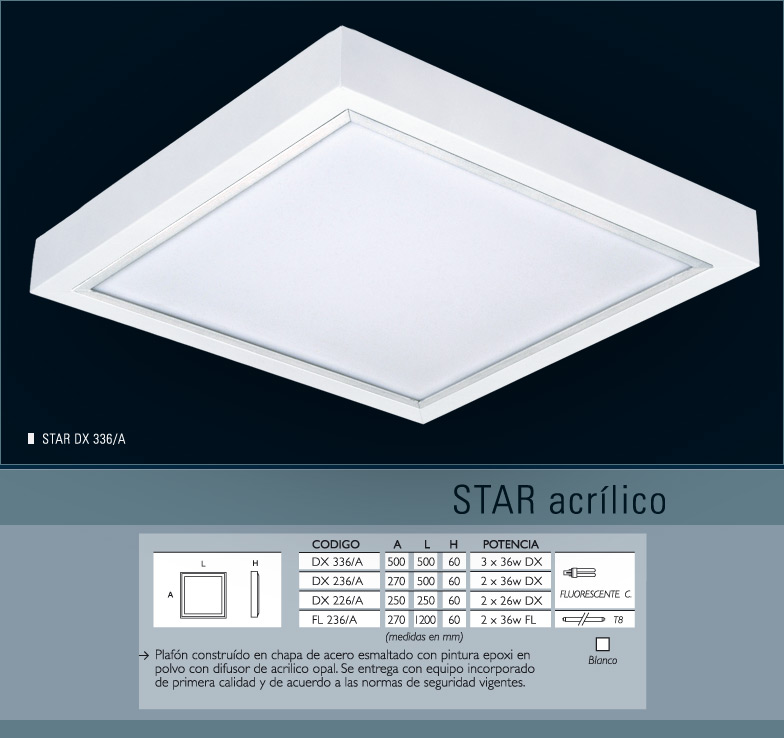 STAR DX 336/A
STAR acrílico
CODIGO A L H POTENCIA
DX 336/A 500 500 60 3 x 36w DX
DX 236/A 270 500 60 2 x 36w DX
DX 226/A 250 250 60 2 x 26w DX
FL 236/A 270 1200 60 2 x 36w FL
L H
A
FLUORESCENTE C.
T8
(medidas en mm)
Blanco
Plafón construído en chapa de acero esmaltado con pintura epoxi en
polvo con difusor de acrilico opal. Se entrega con equipo incorporado
de primera calidad y de acuerdo a las normas de seguridad vigentes.